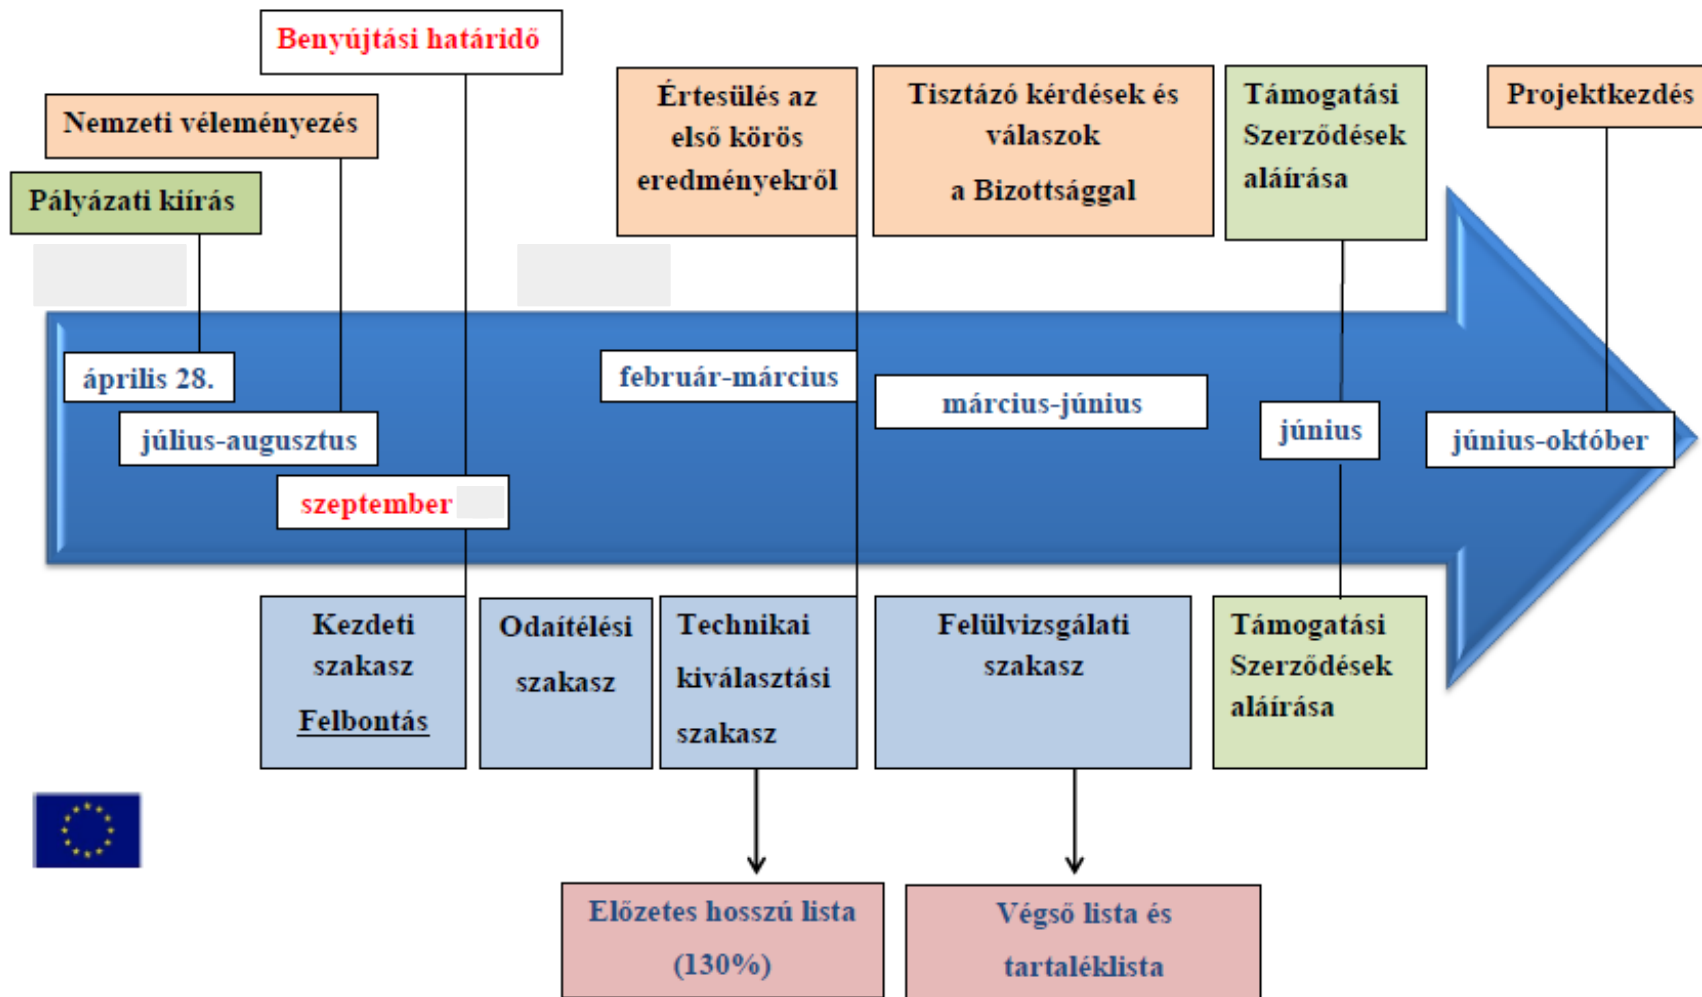 Benyújtási határidő
Nemzeti véleményezés
Pályázati kiírás
Értesülés az
első körös
eredményekről
Tisztázó kérdések és
válaszok
a Bizottsággal
Támogatási
Szerződések
aláírása
Projektkezdés
április 28.
július-augusztus
szeptember
február-március
március-június
június
június-október
Kezdeti
szakasz
Felbontás
Odaítélési
szakasz
Technikai
kiválasztási
szakasz
Felülvizsgálati
szakasz
Támogatási
Szerződések
aláírása
Előzetes hosszú lista
(130%)
Végső lista és
tartaléklista